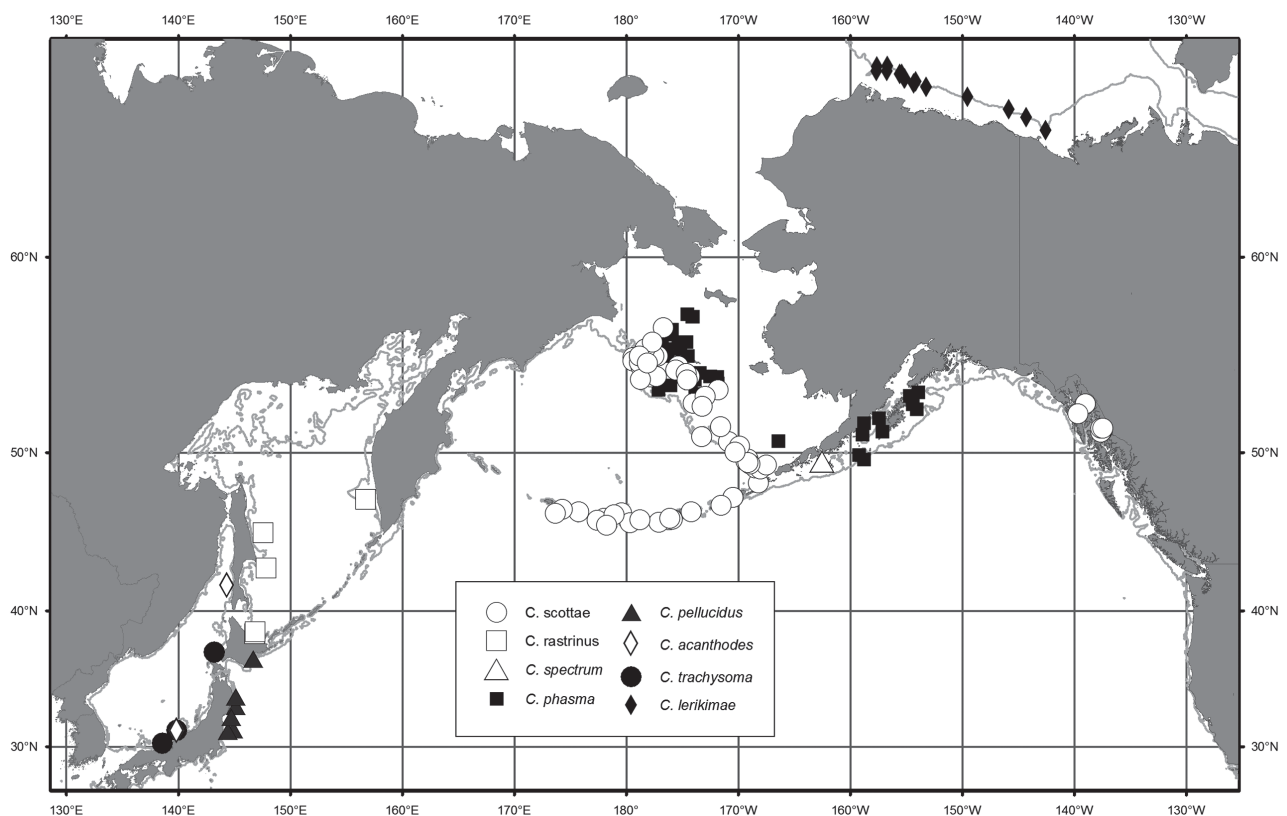 130°E 140°E 150°E 160°E 170°E 180° 170°W 160°W 150°W 140°W 130°W
60°N 60°N
50°N 50°N
40°N 40°N
30°N 30°N
C. scottae
C. rastrinus
C. spectrum
C. phasma
C. pellucidus
C. acanthodes
C. trachysoma
C. lerikimae
130°E 140°E 150°E 160°E 170°E 180° 170°W 160°W 150°W 140°W 130°W